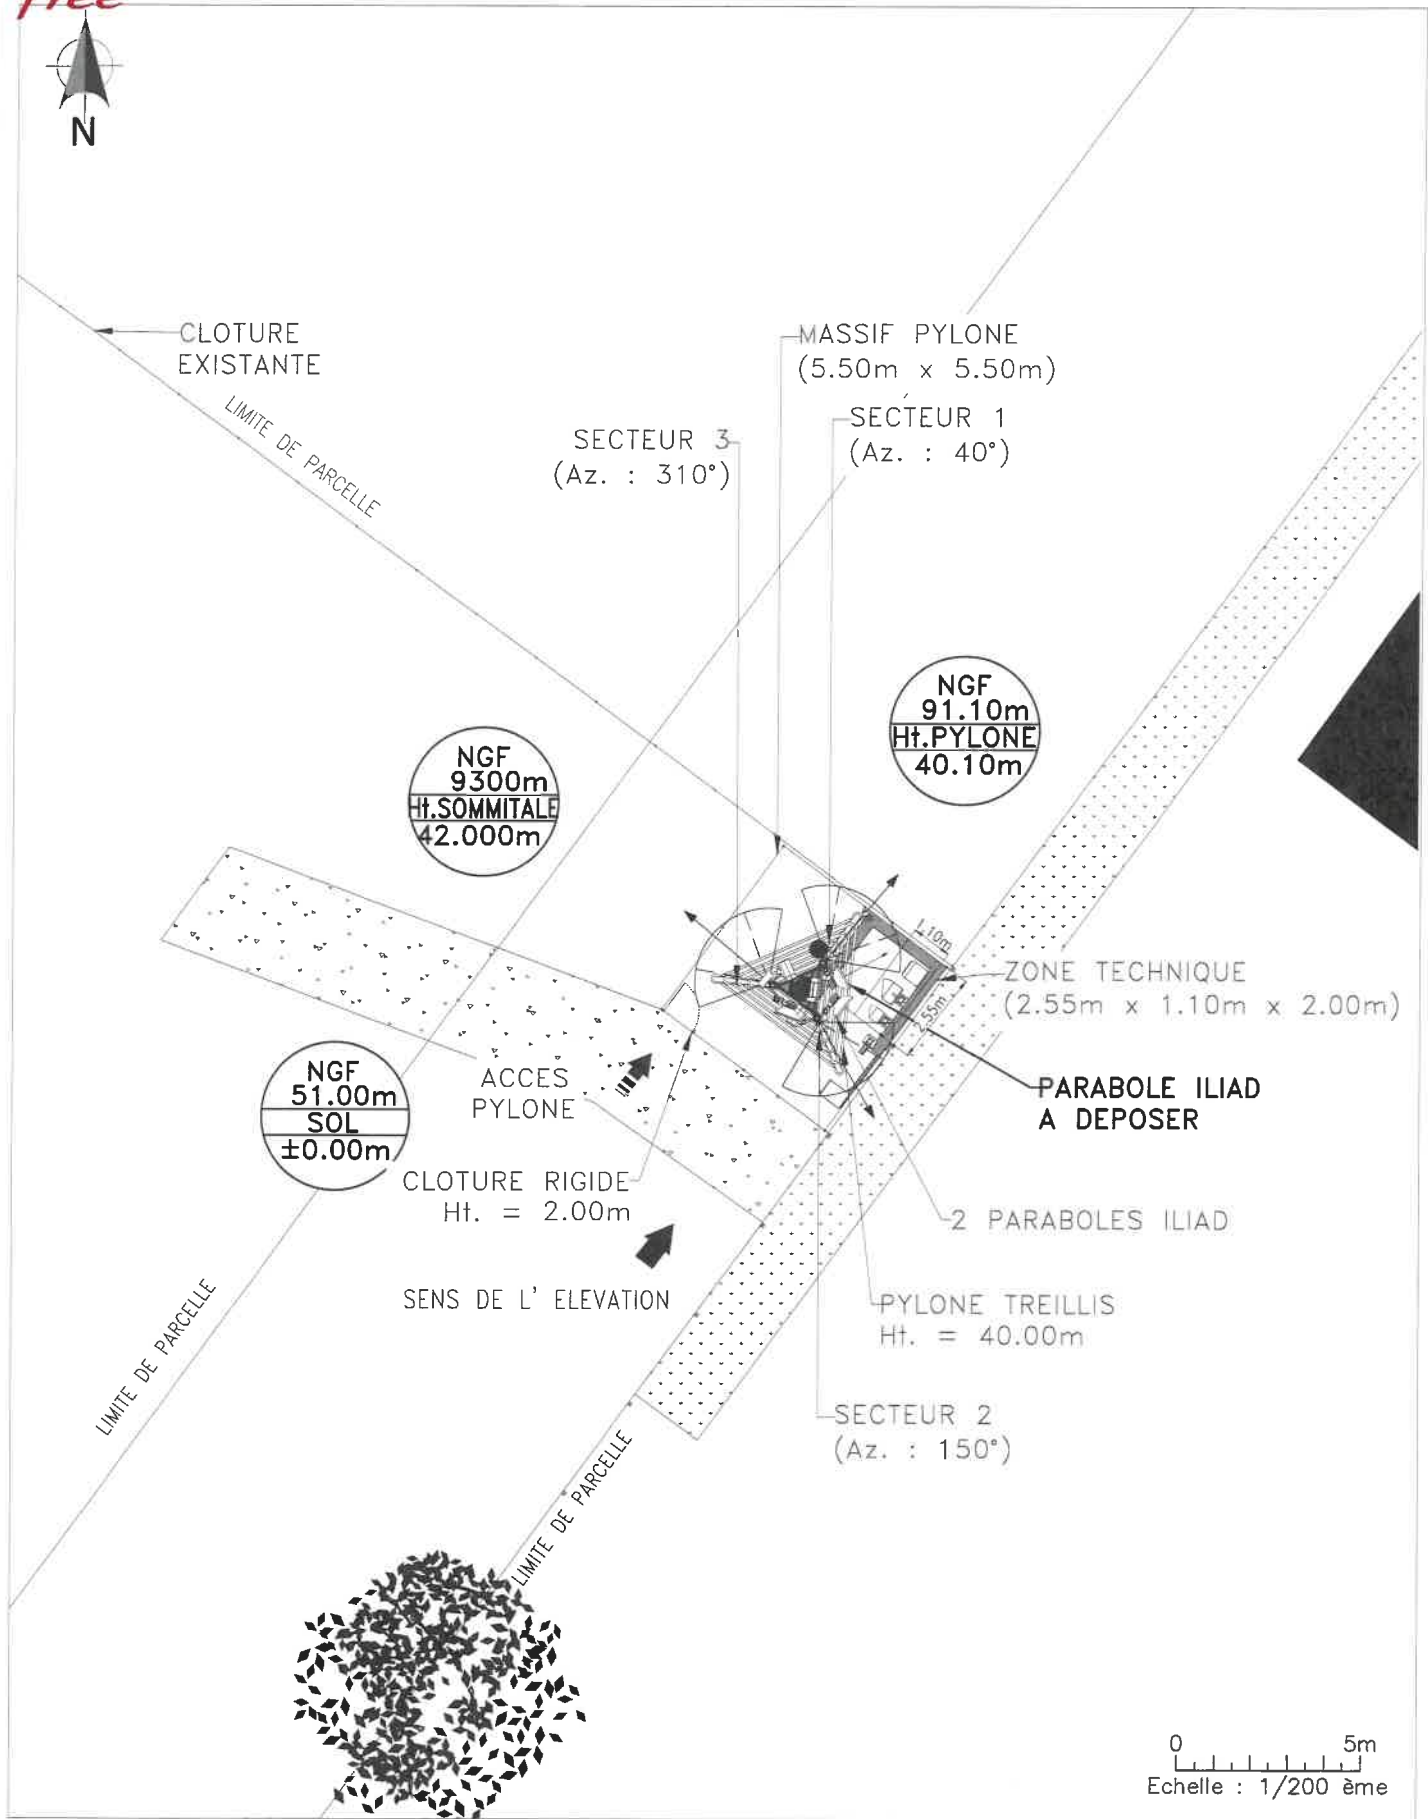 free
N
CLOTURE
EXISTANTE
LIMITE DE PARCELLE
MASSIF PYLONE
(5.50m x 5.50m)
SECTEUR 1
(Az. : 40°)
SECTEUR 3
(Az. : 310°)
NGF
91.10m
Ht.PYLONE
40.10m
NGF
9300m
Ht.SOMMITALE
42.000m
1.10m
ZONE TECHNIQUE
(2.55m x 1.10m x 2.00m)
2.55m
NGF
51.00m
SOL
±0.00m
ACCES
PYLONE
PARABOLE ILIAD
A DEPOSER
CLOTURE RIGIDE
Ht. = 2.00m
2 PARABOLES ILIAD
SENS DE L' ELEVATION
PYLONE TREILLIS
Ht. = 40.00m
LIMITE DE PARCELLE
SECTEUR 2
(Az. : 150°)
LIMITE DE PARCELLE
0 5m
Echelle : 1/200 ème